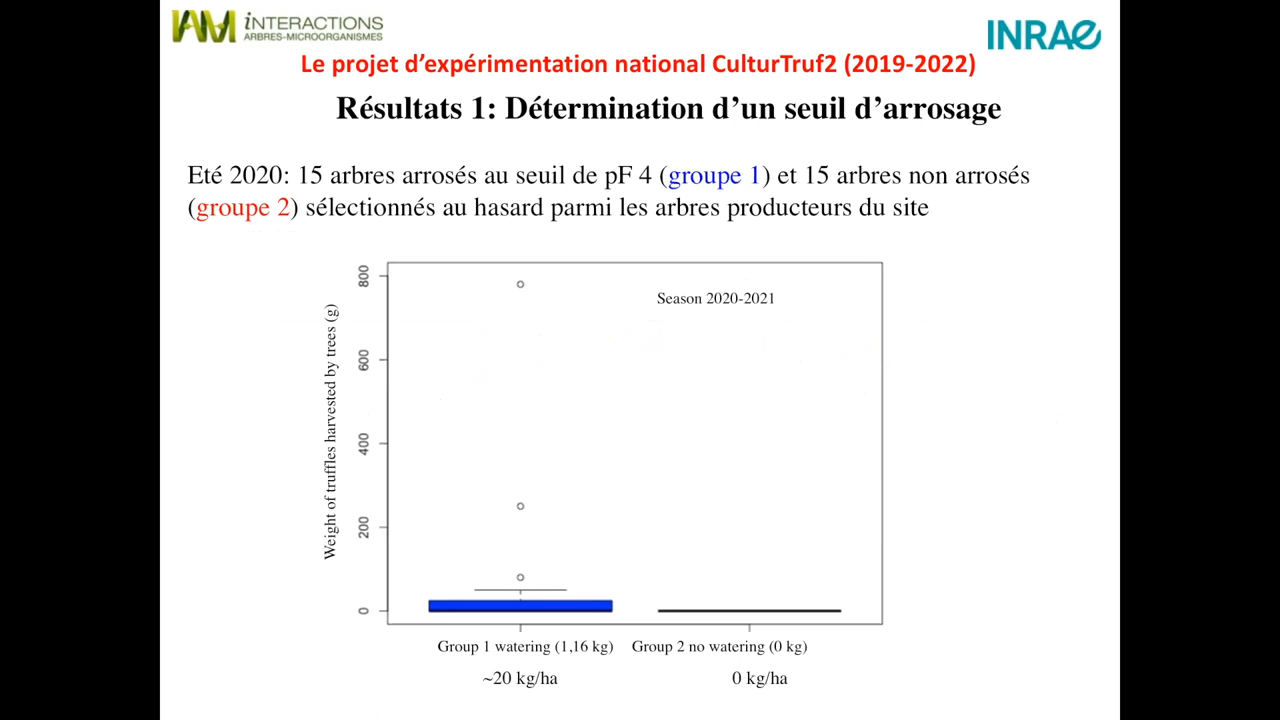 iNTERACTIONS
ARBRES-MICROORGANISMES
IAM
INRAE
Le projet d'expérimentation national CulturTruf2 (2019-2022)
Résultats 1: Détermination d'un seuil d'arrosage
Eté 2020: 15 arbres arrosés au seuil de pF 4 (groupe 1) et 15 arbres non arrosés
(groupe 2) sélectionnés au hasard parmi les arbres producteurs du site
Season 2020-2021
Weight of truffles harvested by trees (g)
800
600
400
200
0
Group 1 watering (1,16 kg)
Group 2 no watering (0 kg)
~20 kg/ha
0 kg/ha